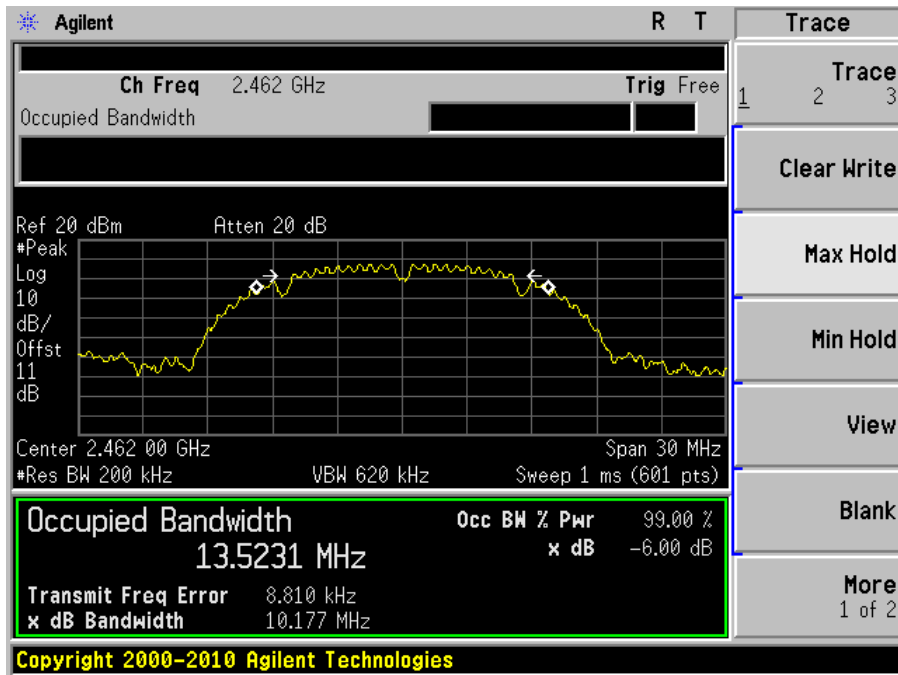 Agilent R T Trace
Ch Freq 2.462 GHz Trig Free
Occupied Bandwidth
Trace
1 2 3
Clear Write
Max Hold
Min Hold
View
Blank
More
1 of 2
Ref 20 dBm Atten 20 dB
#Peak
Log
10
dB/
Offst
11
dB
Center 2.462 00 GHz Span 30 MHz
#Res BW 200 kHz VBW 620 kHz Sweep 1 ms (601 pts)
Occupied Bandwidth Occ BW % Pwr 99.00 %
13.5231 MHz x dB -6.00 dB
Transmit Freq Error 8.810 kHz
x dB Bandwidth 10.177 MHz
Copyright 2000-2010 Agilent Technologies